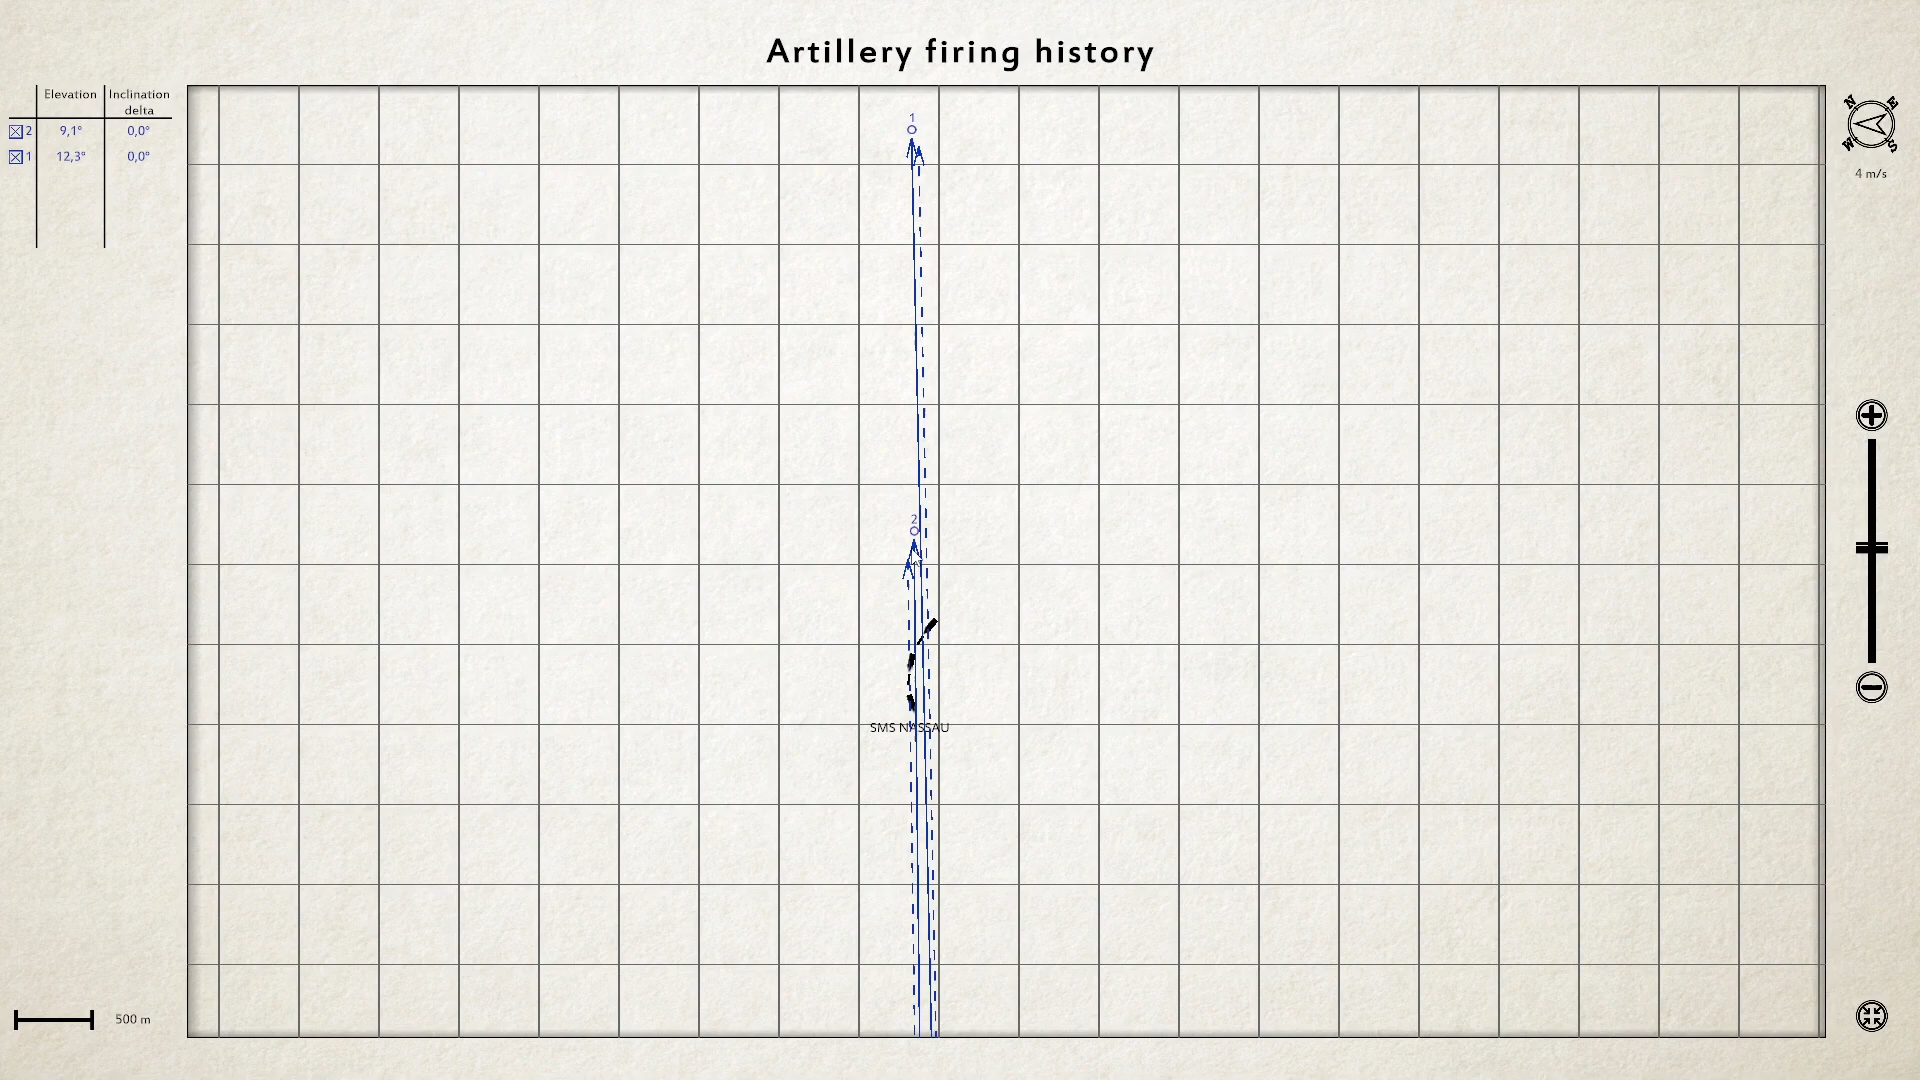 Artillery firing history
Elevation
Inclination
delta
2 9,1° 0,0°
1 12,3° 0,0°
1
2
SMS NASSAU
N
E
W
S
4 m/s
500 m